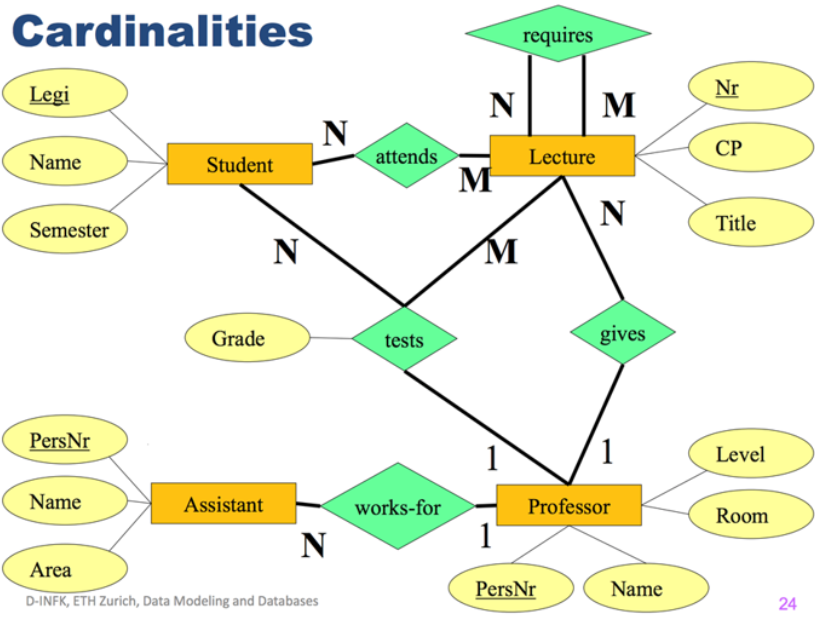 Cardinalities
requires
Legi
Nr
N
M
N
Name
Student
attends
Lecture
CP
M
Semester
Title
N
N
M
Grade
tests
gives
PersNr
1
1
Level
Name
Assistant
works-for
Professor
Room
N
1
Area
PersNr
Name
D-INFK, ETH Zurich, Data Modeling and Databases
24